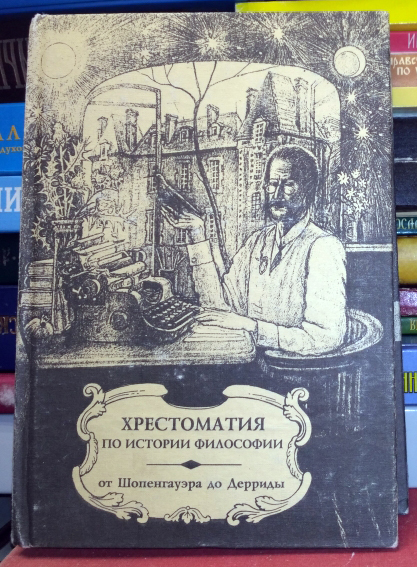 ХРЕСТОМАТИЯ
ПО ИСТОРИИ ФИЛОСОФИИ
от Шопенгауэра до Дерриды